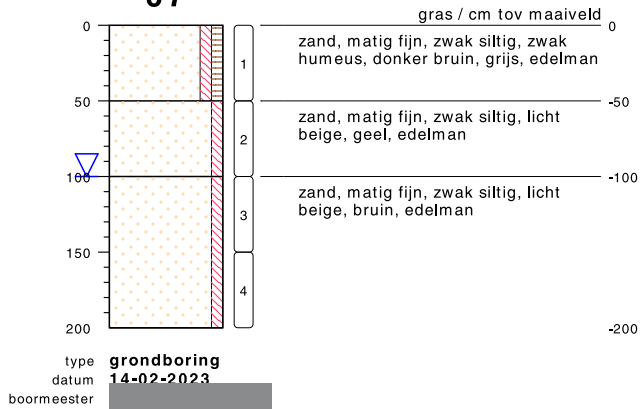 gras / cm tov maaiveld
0
0
zand, matig fijn, zwak siltig, zwak
humeus, donker bruin, grijs, edelman
1
50
-50
zand, matig fijn, zwak siltig, licht
beige, geel, edelman
2
100
-100
zand, matig fijn, zwak siltig, licht
beige, bruin, edelman
3
150
4
200
-200
type grondboring
datum 14-02-2023
boormeester